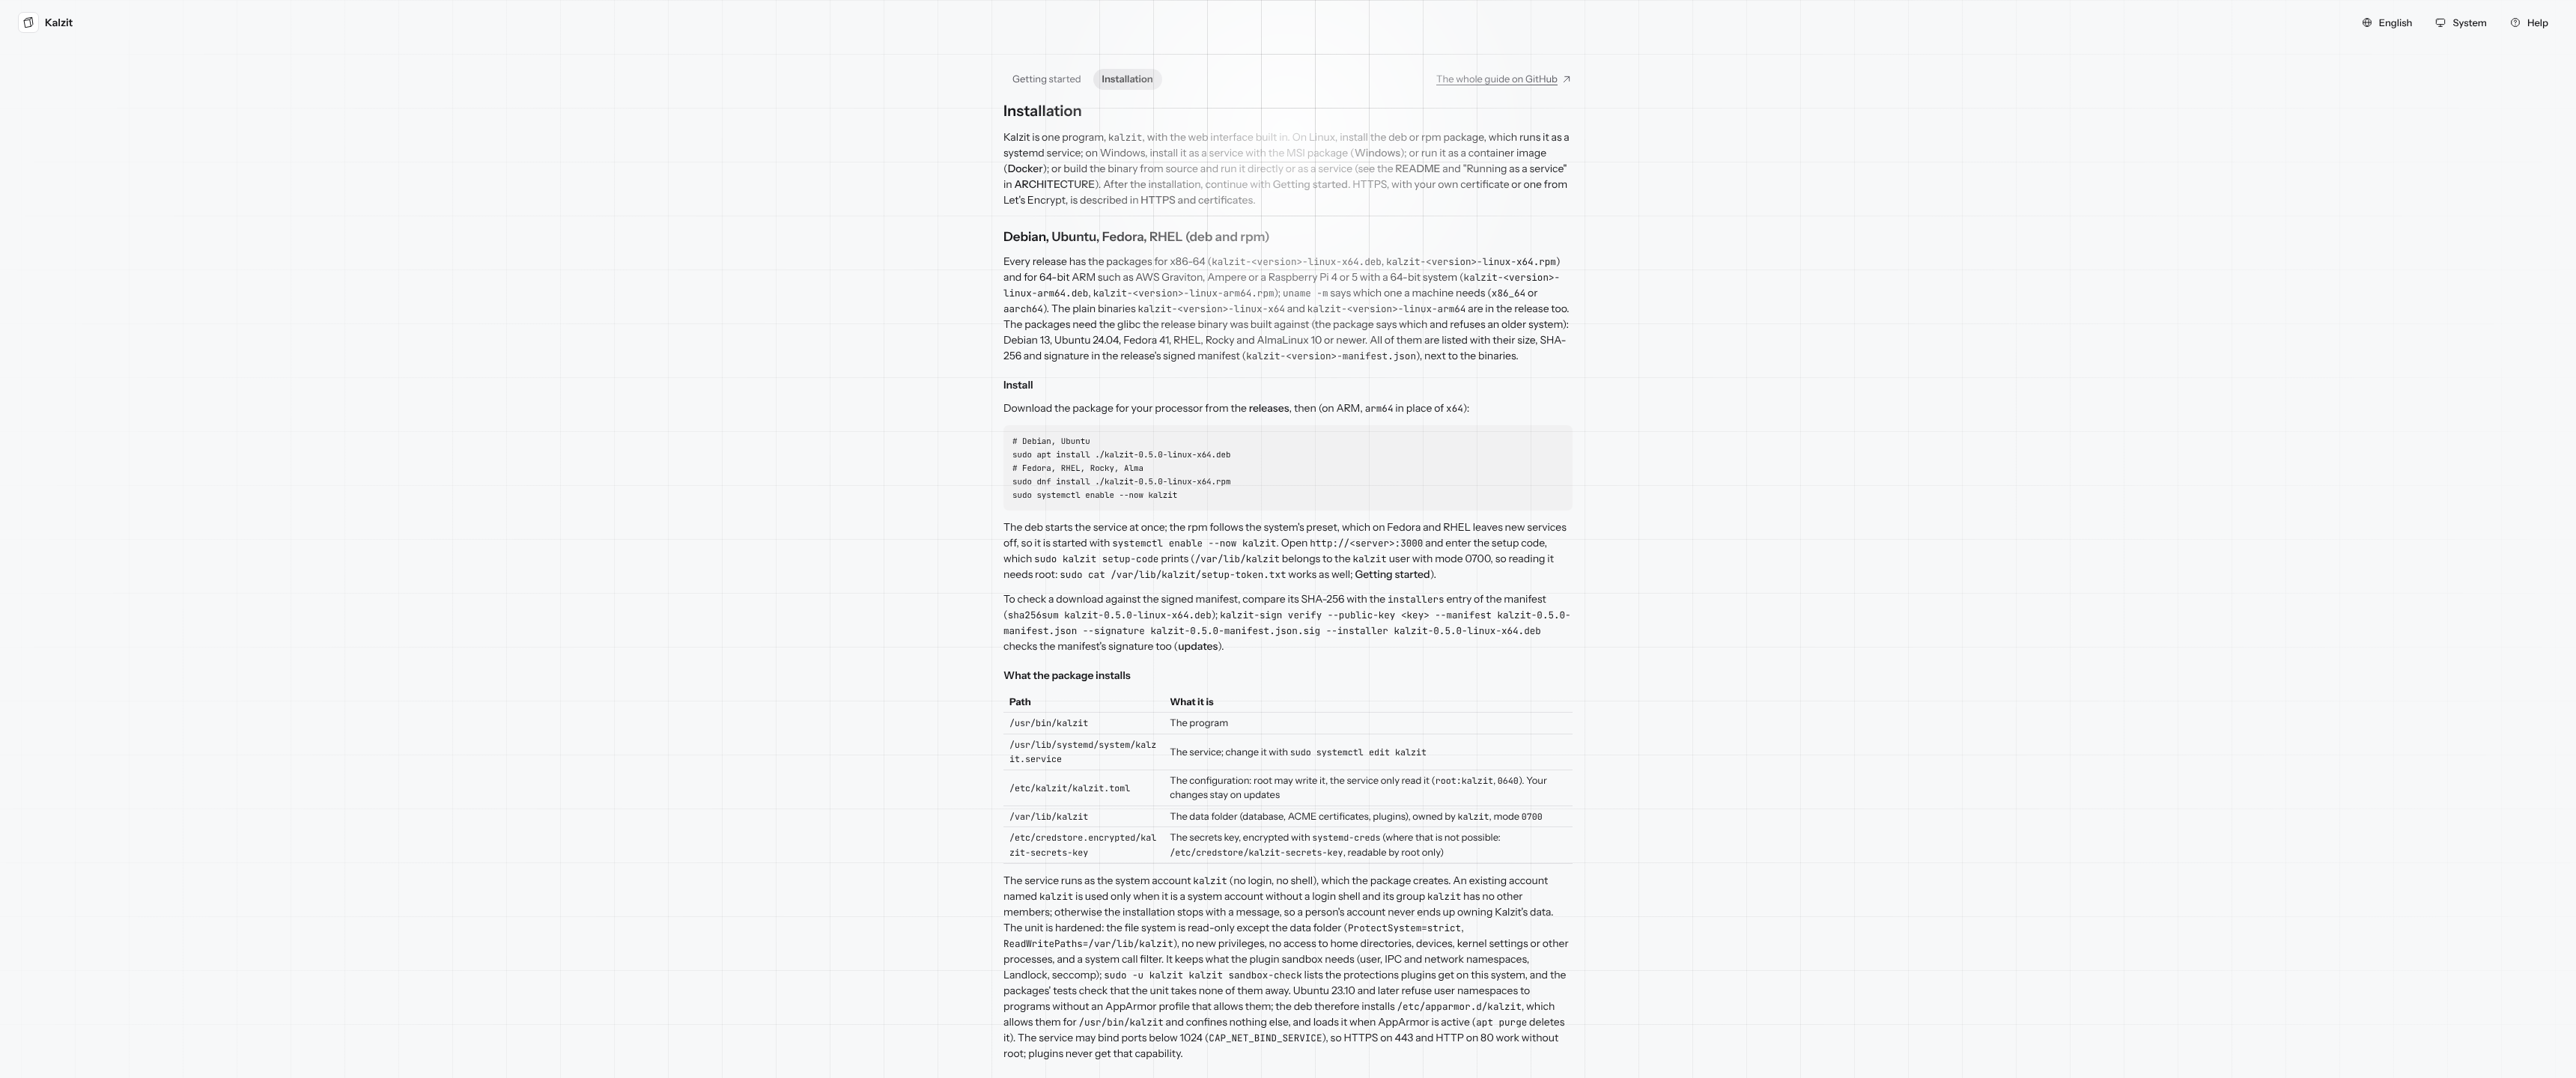 Kalzit
English
System
Help
Getting started
Installation
The whole guide on GitHub
Installation
Kalzit is one program, kalzit, with the web interface built in. On Linux, install the deb or rpm package, which runs it as a
systemd service; on Windows, install it as a service with the MSI package (Windows); or run it as a container image
(Docker); or build the binary from source and run it directly or as a service (see the README and "Running as a service"
in ARCHITECTURE). After the installation, continue with Getting started. HTTPS, with your own certificate or one from
Let's Encrypt, is described in HTTPS and certificates.
Debian, Ubuntu, Fedora, RHEL (deb and rpm)
Every release has the packages for x86-64 (kalzit-<version>-linux-x64.deb, kalzit-<version>-linux-x64.rpm)
and for 64-bit ARM such as AWS Graviton, Ampere or a Raspberry Pi 4 or 5 with a 64-bit system (kalzit-<version>-
linux-arm64.deb, kalzit-<version>-linux-arm64.rpm); uname -m says which one a machine needs (x86_64 or
aarch64). The plain binaries kalzit-<version>-linux-x64 and kalzit-<version>-linux-arm64 are in the release too.
The packages need the glibc the release binary was built against (the package says which and refuses an older system):
Debian 13, Ubuntu 24.04, Fedora 41, RHEL, Rocky and AlmaLinux 10 or newer. All of them are listed with their size, SHA-
256 and signature in the release's signed manifest (kalzit-<version>-manifest.json), next to the binaries.
Install
Download the package for your processor from the releases, then (on ARM, arm64 in place of x64):
# Debian, Ubuntu
sudo apt install ./kalzit-0.5.0-linux-x64.deb
# Fedora, RHEL, Rocky, Alma
sudo dnf install ./kalzit-0.5.0-linux-x64.rpm
sudo systemctl enable --now kalzit
The deb starts the service at once; the rpm follows the system's preset, which on Fedora and RHEL leaves new services
off, so it is started with systemctl enable --now kalzit. Open http://<server>:3000 and enter the setup code,
which sudo kalzit setup-code prints (/var/lib/kalzit belongs to the kalzit user with mode 0700, so reading it
needs root: sudo cat /var/lib/kalzit/setup-token.txt works as well; Getting started).
To check a download against the signed manifest, compare its SHA-256 with the installers entry of the manifest
(sha256sum kalzit-0.5.0-linux-x64.deb); kalzit-sign verify --public-key <key> --manifest kalzit-0.5.0-
manifest.json --signature kalzit-0.5.0-manifest.json.sig --installer kalzit-0.5.0-linux-x64.deb
checks the manifest's signature too (updates).
What the package installs
Path What it is
/usr/bin/kalzit The program
/usr/lib/systemd/system/kalz
it.service
The service; change it with sudo systemctl edit kalzit
/etc/kalzit/kalzit.toml
The configuration: root may write it, the service only read it (root:kalzit, 0640). Your
changes stay on updates
/var/lib/kalzit The data folder (database, ACME certificates, plugins), owned by kalzit, mode 0700
/etc/credstore.encrypted/kal
zit-secrets-key
The secrets key, encrypted with systemd-creds (where that is not possible:
/etc/credstore/kalzit-secrets-key, readable by root only)
The service runs as the system account kalzit (no login, no shell), which the package creates. An existing account
named kalzit is used only when it is a system account without a login shell and its group kalzit has no other
members; otherwise the installation stops with a message, so a person's account never ends up owning Kalzit's data.
The unit is hardened: the file system is read-only except the data folder (ProtectSystem=strict,
ReadWritePaths=/var/lib/kalzit), no new privileges, no access to home directories, devices, kernel settings or other
processes, and a system call filter. It keeps what the plugin sandbox needs (user, IPC and network namespaces,
Landlock, seccomp); sudo -u kalzit kalzit sandbox-check lists the protections plugins get on this system, and the
packages' tests check that the unit takes none of them away. Ubuntu 23.10 and later refuse user namespaces to
programs without an AppArmor profile that allows them; the deb therefore installs /etc/apparmor.d/kalzit, which
allows them for /usr/bin/kalzit and confines nothing else, and loads it when AppArmor is active (apt purge deletes
it). The service may bind ports below 1024 (CAP_NET_BIND_SERVICE), so HTTPS on 443 and HTTP on 80 work without
root; plugins never get that capability.